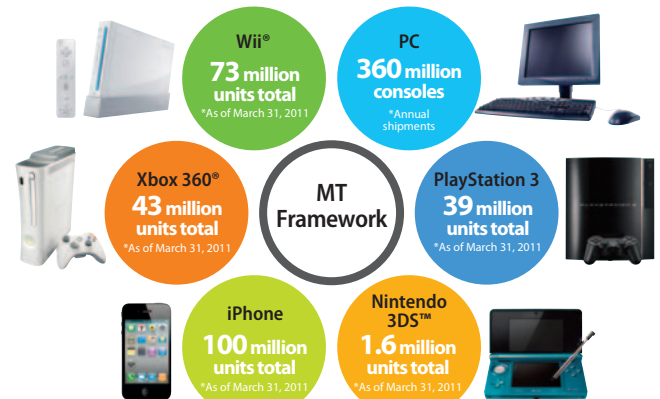 Wii®
73 million
units total
*As of March 31, 2011
PC
360 million
consoles
*Annual
shipments
Xbox 360®
43 million
units total
*As of March 31, 2011
MT
Framework
PlayStation 3
39 million
units total
*As of March 31, 2011
iPhone
100 million
units total
*As of March 31, 2011
Nintendo
3DS™
1.6 million
units total
*As of March 31, 2011